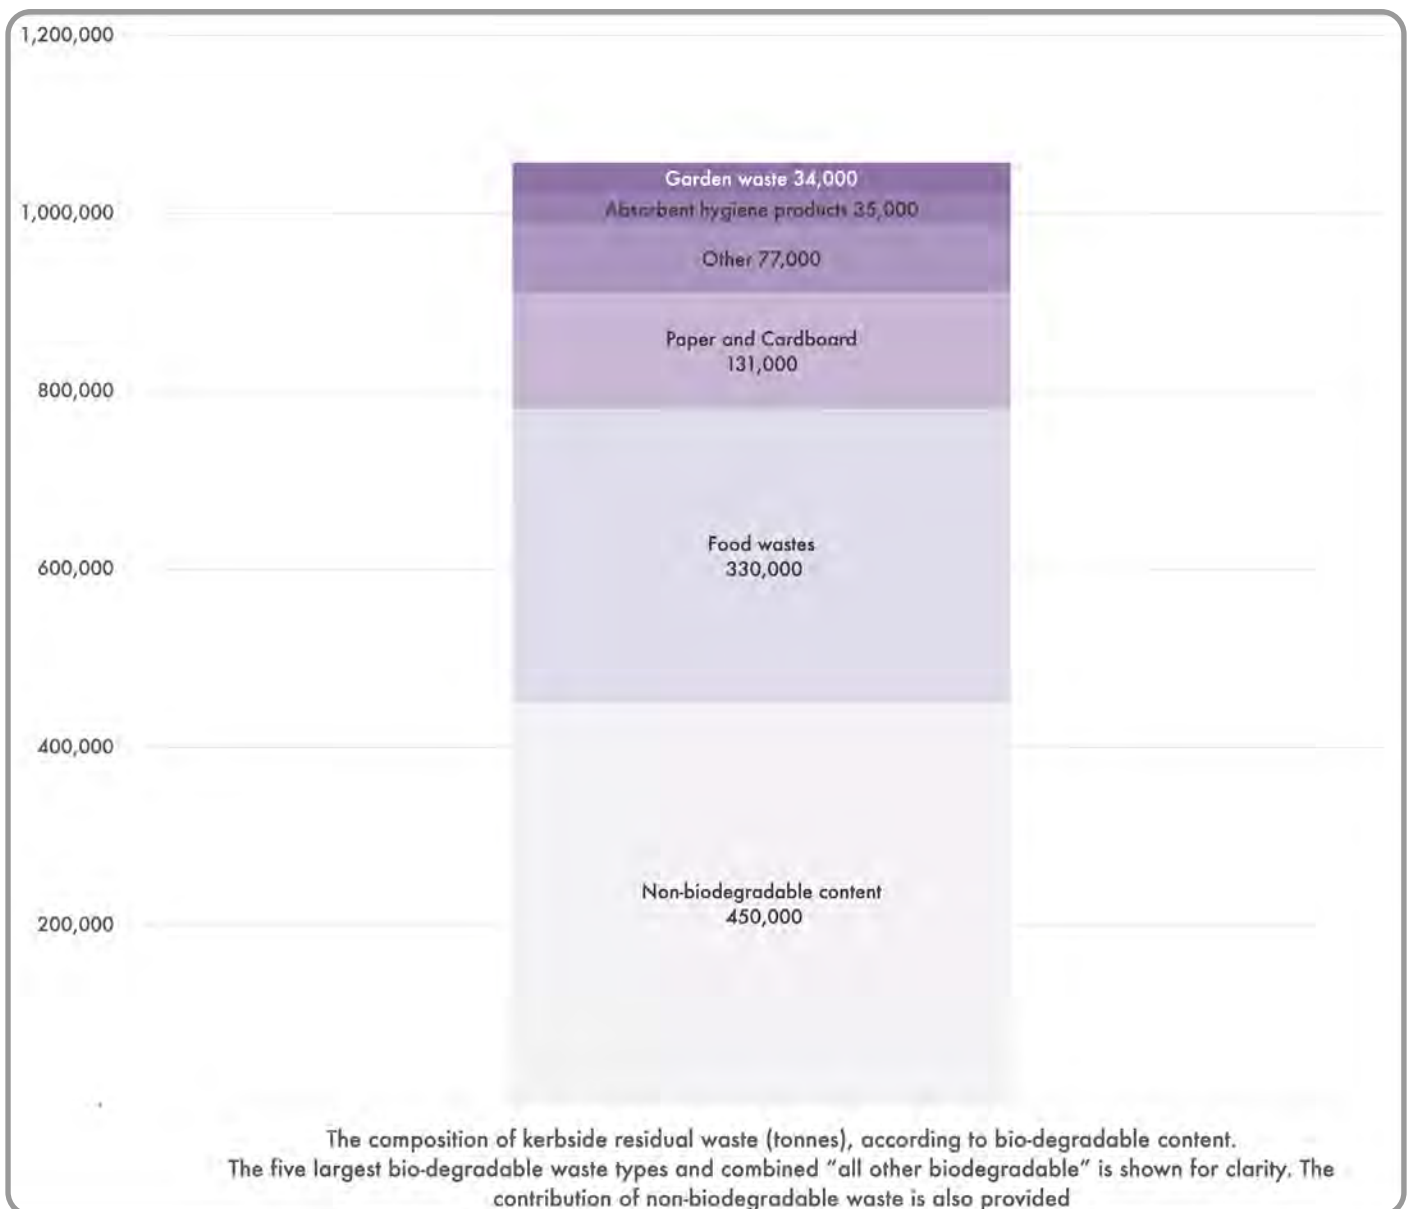 1,200,000
Garden waste 34,000
1,000,000
Absorbent hygiene products 35,000
Other 77,000
Paper and Cardboard
131,000
800,000
Food wastes
330,000
600,000
400,000
Non-biodegradable content
450,000
200,000
The composition of kerbside residual waste (tonnes), according to bio-degradable content.
The five largest bio-degradable waste types and combined “all other biodegradable” is shown for clarity. The
contribution of non-biodegradable waste is also provided